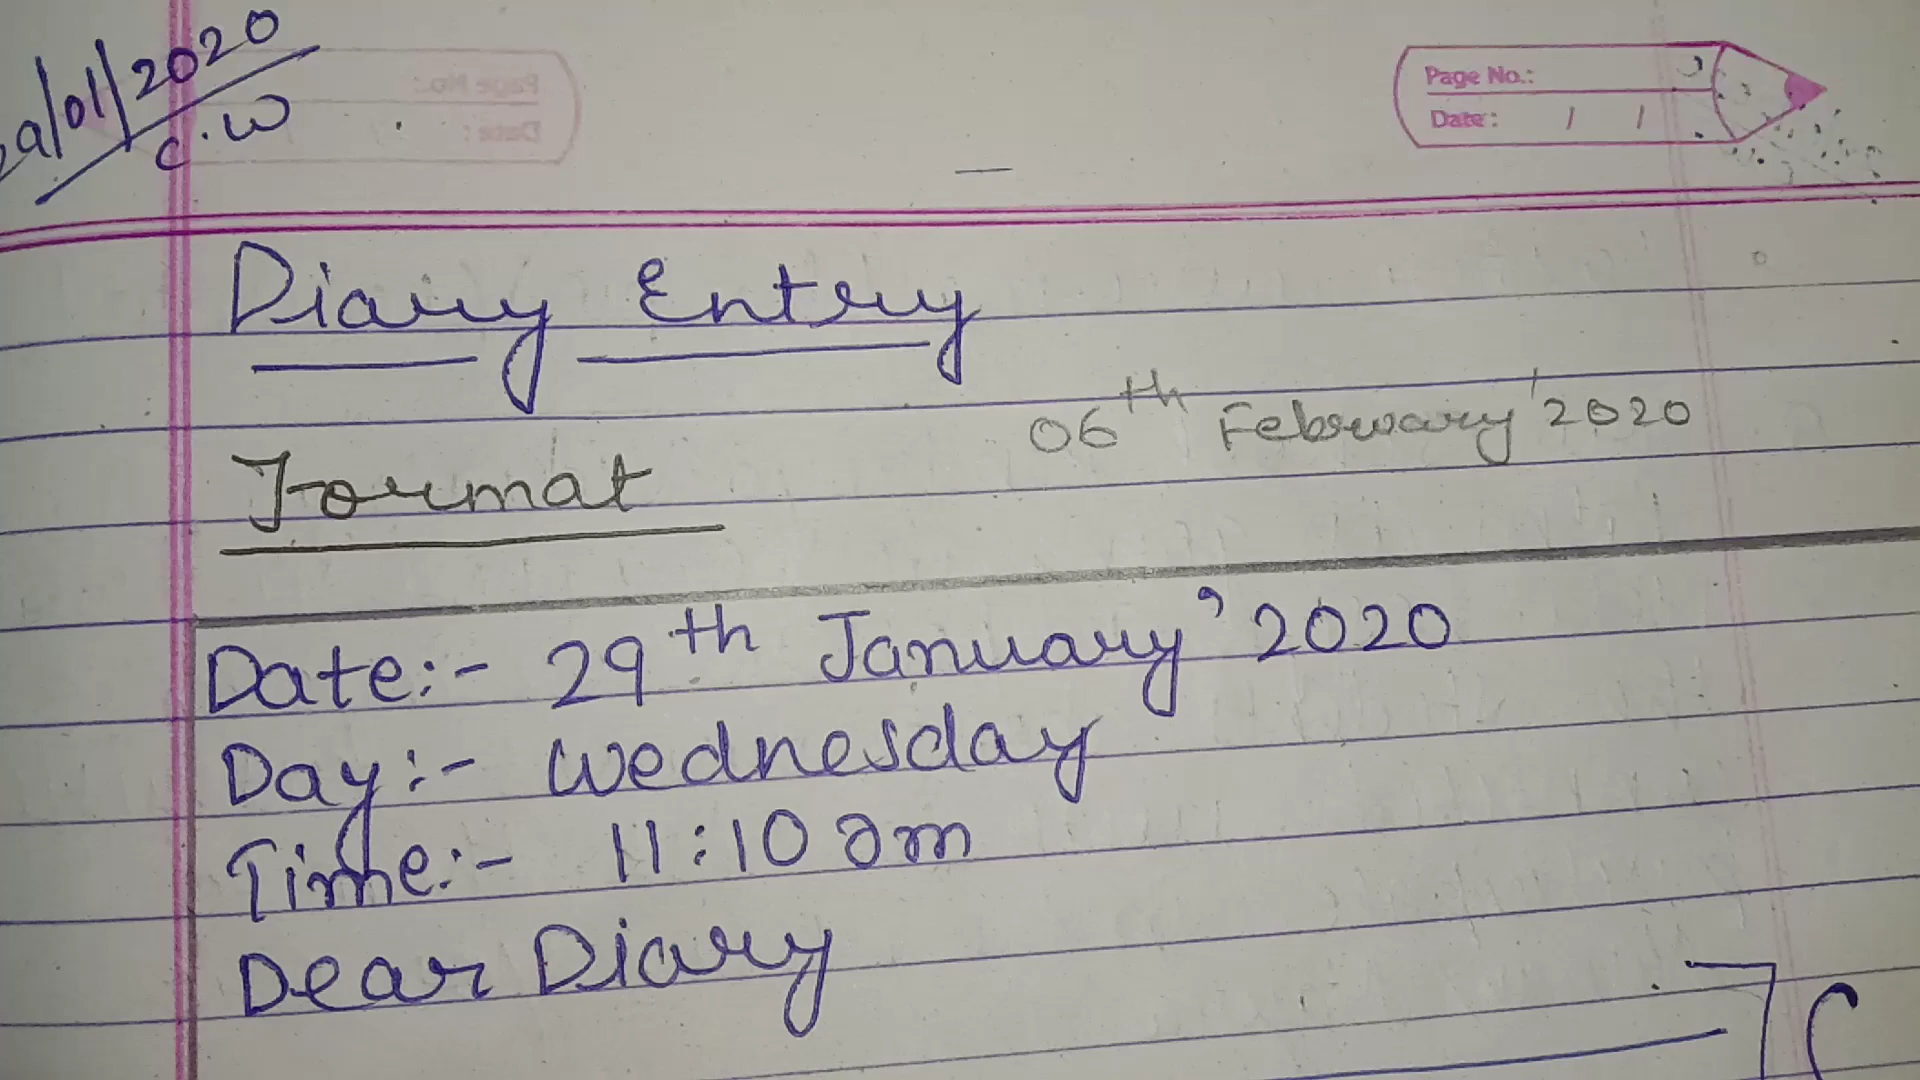 29/01/2020
C.W
Page No.:
Date: / /
Diary Entry
06th February'2020
Format
Date:- 29th January'2020
Day:- Wednesday
Time:- 11:10 am
Dear Diary